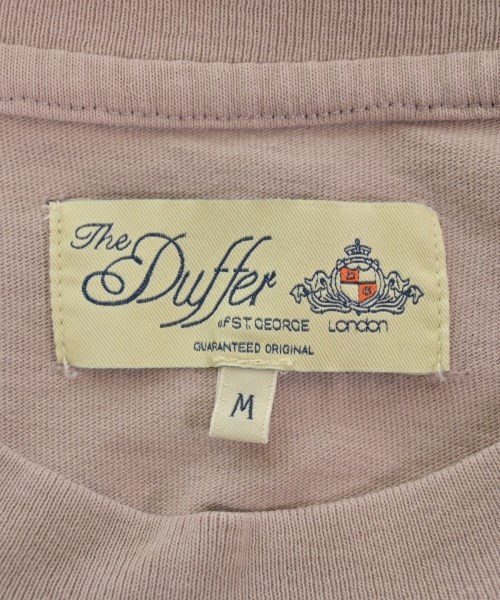 The Duffer
of ST. GEORGE London
GUARANTEED ORIGINAL
M